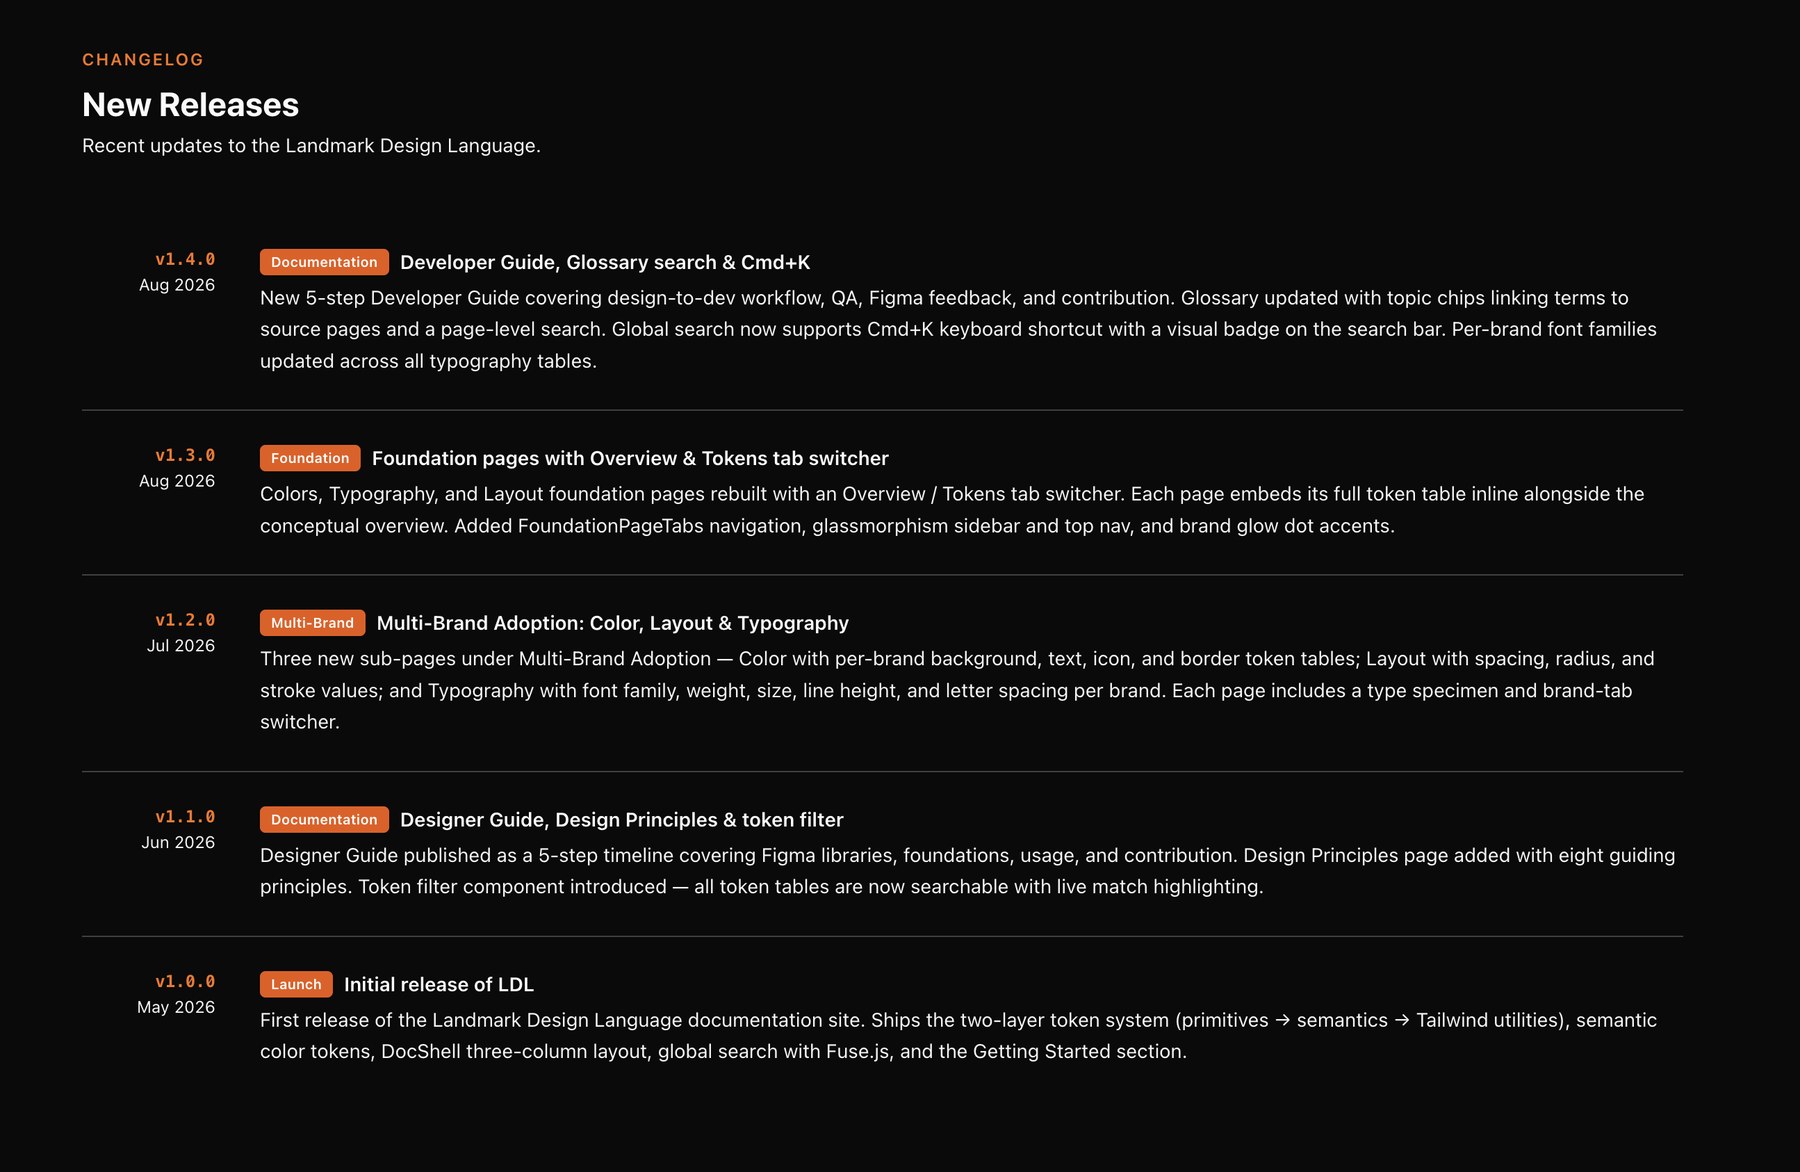 CHANGELOG
New Releases
Recent updates to the Landmark Design Language.
v1.4.0
Aug 2026
Documentation
Developer Guide, Glossary search & Cmd+K
New 5-step Developer Guide covering design-to-dev workflow, QA, Figma feedback, and contribution. Glossary updated with topic chips linking terms to
source pages and a page-level search. Global search now supports Cmd+K keyboard shortcut with a visual badge on the search bar. Per-brand font families
updated across all typography tables.
v1.3.0
Aug 2026
Foundation
Foundation pages with Overview & Tokens tab switcher
Colors, Typography, and Layout foundation pages rebuilt with an Overview / Tokens tab switcher. Each page embeds its full token table inline alongside the
conceptual overview. Added FoundationPageTabs navigation, glassmorphism sidebar and top nav, and brand glow dot accents.
v1.2.0
Jul 2026
Multi-Brand
Multi-Brand Adoption: Color, Layout & Typography
Three new sub-pages under Multi-Brand Adoption — Color with per-brand background, text, icon, and border token tables; Layout with spacing, radius, and
stroke values; and Typography with font family, weight, size, line height, and letter spacing per brand. Each page includes a type specimen and brand-tab
switcher.
v1.1.0
Jun 2026
Documentation
Designer Guide, Design Principles & token filter
Designer Guide published as a 5-step timeline covering Figma libraries, foundations, usage, and contribution. Design Principles page added with eight guiding
principles. Token filter component introduced — all token tables are now searchable with live match highlighting.
v1.0.0
May 2026
Launch
Initial release of LDL
First release of the Landmark Design Language documentation site. Ships the two-layer token system (primitives → semantics → Tailwind utilities), semantic
color tokens, DocShell three-column layout, global search with Fuse.js, and the Getting Started section.